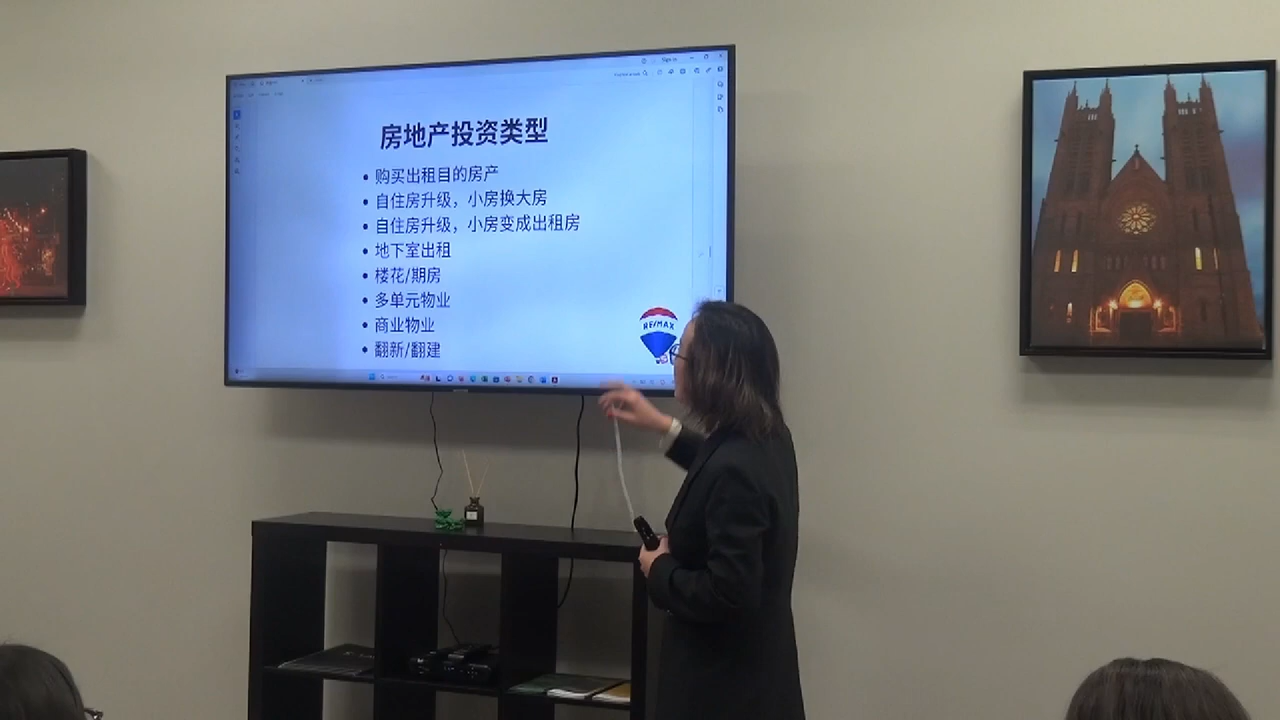 Sign in
房地产投资类型
• 购买出租目的房产
• 自住房升级，小房换大房
• 自住房升级，小房变成出租房
• 地下室出租
• 楼花/期房
• 多单元物业
• 商业物业
• 翻新/翻建
RE/MAX